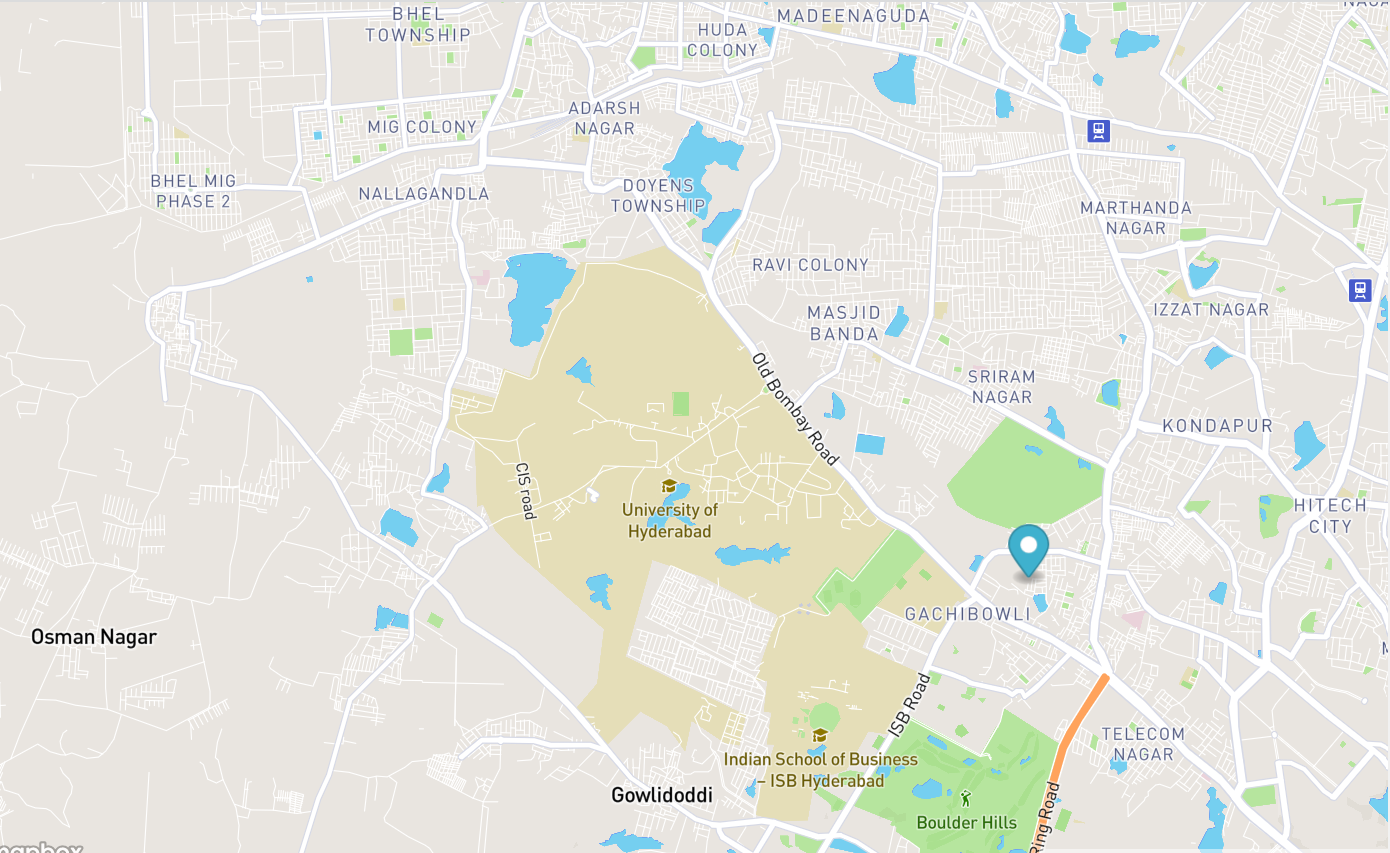 BHEL
TOWNSHIP
MADEENAGUDA
HUDA
COLONY
ADARSH
NAGAR
MIG COLONY
BHEL MIG
PHASE 2
NALLAGANDLA
DOYENS
TOWNSHIP
MARTHANDA
NAGAR
RAVI COLONY
MASJID
BANDA
IZZAT NAGAR
Old Bombay Road
SRIRAM
NAGAR
KONDAPUR
CIS road
University of
Hyderabad
HITECH
CITY
GACHIBOWLI
Osman Nagar
ISB Road
TELECOM
NAGAR
Indian School of Business
– ISB Hyderabad
Gowlidoddi
Boulder Hills
Ring Road
mapbox